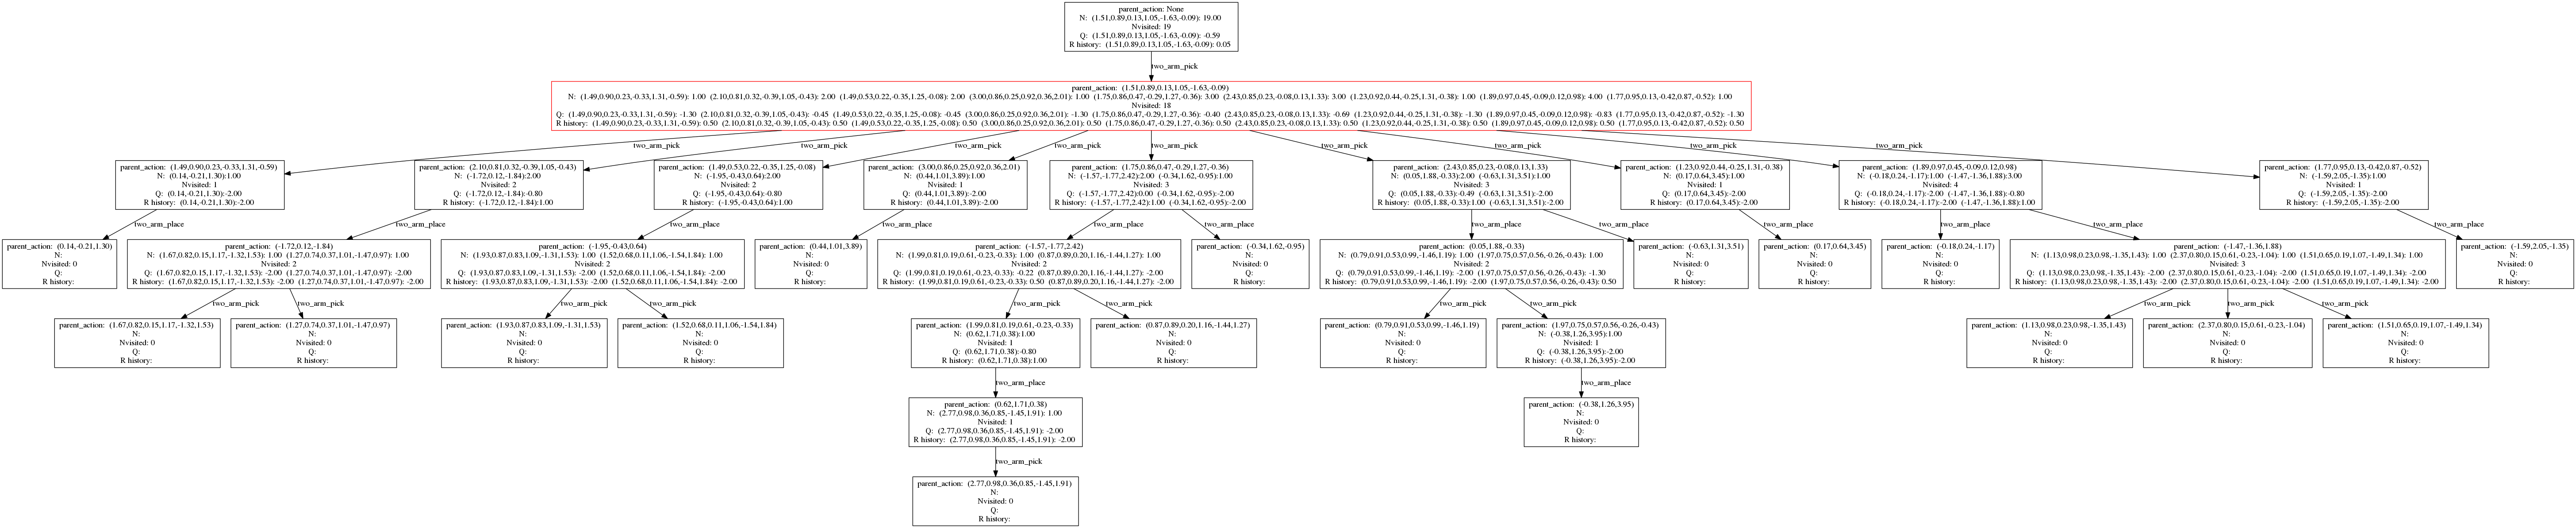 parent_action: None
N: (1.51,0.89,0.13,1.05,-1.63,-0.09): 19.00
Nvisited: 19
Q: (1.51,0.89,0.13,1.05,-1.63,-0.09): -0.59
R history: (1.51,0.89,0.13,1.05,-1.63,-0.09): 0.05
two_arm_pick
parent_action: (1.51,0.89,0.13,1.05,-1.63,-0.09)
N: (1.49,0.90,0.23,-0.33,1.31,-0.59): 1.00 (2.10,0.81,0.32,-0.39,1.05,-0.43): 2.00 (1.49,0.53,0.22,-0.35,1.25,-0.08): 2.00 (3.00,0.86,0.25,0.92,0.36,2.01): 1.00 (1.75,0.86,0.47,-0.29,1.27,-0.36): 3.00 (2.43,0.85,0.23,-0.08,0.13,1.33): 3.00 (1.23,0.92,0.44,-0.25,1.31,-0.38): 1.00 (1.89,0.97,0.45,-0.09,0.12,0.98): 4.00 (1.77,0.95,0.13,-0.42,0.87,-0.52): 1.00
Nvisited: 18
Q: (1.49,0.90,0.23,-0.33,1.31,-0.59): -1.30 (2.10,0.81,0.32,-0.39,1.05,-0.43): -0.45 (1.49,0.53,0.22,-0.35,1.25,-0.08): -0.45 (3.00,0.86,0.25,0.92,0.36,2.01): -1.30 (1.75,0.86,0.47,-0.29,1.27,-0.36): -0.40 (2.43,0.85,0.23,-0.08,0.13,1.33): -0.69 (1.23,0.92,0.44,-0.25,1.31,-0.38): -1.30 (1.89,0.97,0.45,-0.09,0.12,0.98): -0.83 (1.77,0.95,0.13,-0.42,0.87,-0.52): -1.30
R history: (1.49,0.90,0.23,-0.33,1.31,-0.59): 0.50 (2.10,0.81,0.32,-0.39,1.05,-0.43): 0.50 (1.49,0.53,0.22,-0.35,1.25,-0.08): 0.50 (3.00,0.86,0.25,0.92,0.36,2.01): 0.50 (1.75,0.86,0.47,-0.29,1.27,-0.36): 0.50 (2.43,0.85,0.23,-0.08,0.13,1.33): 0.50 (1.23,0.92,0.44,-0.25,1.31,-0.38): 0.50 (1.89,0.97,0.45,-0.09,0.12,0.98): 0.50 (1.77,0.95,0.13,-0.42,0.87,-0.52): 0.50
two_arm_pick
two_arm_pick
two_arm_pick
two_arm_pick
two_arm_pick
two_arm_pick
two_arm_pick
two_arm_pick
two_arm_pick
parent_action: (1.49,0.90,0.23,-0.33,1.31,-0.59)
N: (0.14,-0.21,1.30):1.00
Nvisited: 1
Q: (0.14,-0.21,1.30):-2.00
R history: (0.14,-0.21,1.30):-2.00
parent_action: (2.10,0.81,0.32,-0.39,1.05,-0.43)
N: (-1.72,0.12,-1.84):2.00
Nvisited: 2
Q: (-1.72,0.12,-1.84):-0.80
R history: (-1.72,0.12,-1.84):1.00
parent_action: (1.49,0.53,0.22,-0.35,1.25,-0.08)
N: (-1.95,-0.43,0.64):2.00
Nvisited: 2
Q: (-1.95,-0.43,0.64):-0.80
R history: (-1.95,-0.43,0.64):1.00
parent_action: (3.00,0.86,0.25,0.92,0.36,2.01)
N: (0.44,1.01,3.89):1.00
Nvisited: 1
Q: (0.44,1.01,3.89):-2.00
R history: (0.44,1.01,3.89):-2.00
parent_action: (1.75,0.86,0.47,-0.29,1.27,-0.36)
N: (-1.57,-1.77,2.42):2.00 (-0.34,1.62,-0.95):1.00
Nvisited: 3
Q: (-1.57,-1.77,2.42):0.00 (-0.34,1.62,-0.95):-2.00
R history: (-1.57,-1.77,2.42):1.00 (-0.34,1.62,-0.95):-2.00
parent_action: (2.43,0.85,0.23,-0.08,0.13,1.33)
N: (0.05,1.88,-0.33):2.00 (-0.63,1.31,3.51):1.00
Nvisited: 3
Q: (0.05,1.88,-0.33):-0.49 (-0.63,1.31,3.51):-2.00
R history: (0.05,1.88,-0.33):1.00 (-0.63,1.31,3.51):-2.00
parent_action: (1.23,0.92,0.44,-0.25,1.31,-0.38)
N: (0.17,0.64,3.45):1.00
Nvisited: 1
Q: (0.17,0.64,3.45):-2.00
R history: (0.17,0.64,3.45):-2.00
parent_action: (1.89,0.97,0.45,-0.09,0.12,0.98)
N: (-0.18,0.24,-1.17):1.00 (-1.47,-1.36,1.88):3.00
Nvisited: 4
Q: (-0.18,0.24,-1.17):-2.00 (-1.47,-1.36,1.88):-0.80
R history: (-0.18,0.24,-1.17):-2.00 (-1.47,-1.36,1.88):1.00
parent_action: (1.77,0.95,0.13,-0.42,0.87,-0.52)
N: (-1.59,2.05,-1.35):1.00
Nvisited: 1
Q: (-1.59,2.05,-1.35):-2.00
R history: (-1.59,2.05,-1.35):-2.00
two_arm_place
two_arm_place
two_arm_place
two_arm_place
two_arm_place
two_arm_place
two_arm_place
two_arm_place
two_arm_place
two_arm_place
two_arm_place
two_arm_place
parent_action: (0.14,-0.21,1.30)
N:
Nvisited: 0
Q:
R history:
parent_action: (-1.72,0.12,-1.84)
N: (1.67,0.82,0.15,1.17,-1.32,1.53): 1.00 (1.27,0.74,0.37,1.01,-1.47,0.97): 1.00
Nvisited: 2
Q: (1.67,0.82,0.15,1.17,-1.32,1.53): -2.00 (1.27,0.74,0.37,1.01,-1.47,0.97): -2.00
R history: (1.67,0.82,0.15,1.17,-1.32,1.53): -2.00 (1.27,0.74,0.37,1.01,-1.47,0.97): -2.00
parent_action: (-1.95,-0.43,0.64)
N: (1.93,0.87,0.83,1.09,-1.31,1.53): 1.00 (1.52,0.68,0.11,1.06,-1.54,1.84): 1.00
Nvisited: 2
Q: (1.93,0.87,0.83,1.09,-1.31,1.53): -2.00 (1.52,0.68,0.11,1.06,-1.54,1.84): -2.00
R history: (1.93,0.87,0.83,1.09,-1.31,1.53): -2.00 (1.52,0.68,0.11,1.06,-1.54,1.84): -2.00
parent_action: (0.44,1.01,3.89)
N:
Nvisited: 0
Q:
R history:
parent_action: (-1.57,-1.77,2.42)
N: (1.99,0.81,0.19,0.61,-0.23,-0.33): 1.00 (0.87,0.89,0.20,1.16,-1.44,1.27): 1.00
Nvisited: 2
Q: (1.99,0.81,0.19,0.61,-0.23,-0.33): -0.22 (0.87,0.89,0.20,1.16,-1.44,1.27): -2.00
R history: (1.99,0.81,0.19,0.61,-0.23,-0.33): 0.50 (0.87,0.89,0.20,1.16,-1.44,1.27): -2.00
parent_action: (-0.34,1.62,-0.95)
N:
Nvisited: 0
Q:
R history:
parent_action: (0.05,1.88,-0.33)
N: (0.79,0.91,0.53,0.99,-1.46,1.19): 1.00 (1.97,0.75,0.57,0.56,-0.26,-0.43): 1.00
Nvisited: 2
Q: (0.79,0.91,0.53,0.99,-1.46,1.19): -2.00 (1.97,0.75,0.57,0.56,-0.26,-0.43): -1.30
R history: (0.79,0.91,0.53,0.99,-1.46,1.19): -2.00 (1.97,0.75,0.57,0.56,-0.26,-0.43): 0.50
parent_action: (-0.63,1.31,3.51)
N:
Nvisited: 0
Q:
R history:
parent_action: (0.17,0.64,3.45)
N:
Nvisited: 0
Q:
R history:
parent_action: (-0.18,0.24,-1.17)
N:
Nvisited: 0
Q:
R history:
parent_action: (-1.47,-1.36,1.88)
N: (1.13,0.98,0.23,0.98,-1.35,1.43): 1.00 (2.37,0.80,0.15,0.61,-0.23,-1.04): 1.00 (1.51,0.65,0.19,1.07,-1.49,1.34): 1.00
Nvisited: 3
Q: (1.13,0.98,0.23,0.98,-1.35,1.43): -2.00 (2.37,0.80,0.15,0.61,-0.23,-1.04): -2.00 (1.51,0.65,0.19,1.07,-1.49,1.34): -2.00
R history: (1.13,0.98,0.23,0.98,-1.35,1.43): -2.00 (2.37,0.80,0.15,0.61,-0.23,-1.04): -2.00 (1.51,0.65,0.19,1.07,-1.49,1.34): -2.00
parent_action: (-1.59,2.05,-1.35)
N:
Nvisited: 0
Q:
R history:
two_arm_pick
two_arm_pick
two_arm_pick
two_arm_pick
two_arm_pick
two_arm_pick
two_arm_pick
two_arm_pick
two_arm_pick
two_arm_pick
two_arm_pick
parent_action: (1.67,0.82,0.15,1.17,-1.32,1.53)
N:
Nvisited: 0
Q:
R history:
parent_action: (1.27,0.74,0.37,1.01,-1.47,0.97)
N:
Nvisited: 0
Q:
R history:
parent_action: (1.93,0.87,0.83,1.09,-1.31,1.53)
N:
Nvisited: 0
Q:
R history:
parent_action: (1.52,0.68,0.11,1.06,-1.54,1.84)
N:
Nvisited: 0
Q:
R history:
parent_action: (1.99,0.81,0.19,0.61,-0.23,-0.33)
N: (0.62,1.71,0.38):1.00
Nvisited: 1
Q: (0.62,1.71,0.38):-0.80
R history: (0.62,1.71,0.38):1.00
parent_action: (0.87,0.89,0.20,1.16,-1.44,1.27)
N:
Nvisited: 0
Q:
R history:
parent_action: (0.79,0.91,0.53,0.99,-1.46,1.19)
N:
Nvisited: 0
Q:
R history:
parent_action: (1.97,0.75,0.57,0.56,-0.26,-0.43)
N: (-0.38,1.26,3.95):1.00
Nvisited: 1
Q: (-0.38,1.26,3.95):-2.00
R history: (-0.38,1.26,3.95):-2.00
parent_action: (1.13,0.98,0.23,0.98,-1.35,1.43)
N:
Nvisited: 0
Q:
R history:
parent_action: (2.37,0.80,0.15,0.61,-0.23,-1.04)
N:
Nvisited: 0
Q:
R history:
parent_action: (1.51,0.65,0.19,1.07,-1.49,1.34)
N:
Nvisited: 0
Q:
R history:
two_arm_place
two_arm_place
parent_action: (0.62,1.71,0.38)
N: (2.77,0.98,0.36,0.85,-1.45,1.91): 1.00
Nvisited: 1
Q: (2.77,0.98,0.36,0.85,-1.45,1.91): -2.00
R history: (2.77,0.98,0.36,0.85,-1.45,1.91): -2.00
parent_action: (-0.38,1.26,3.95)
N:
Nvisited: 0
Q:
R history:
two_arm_pick
parent_action: (2.77,0.98,0.36,0.85,-1.45,1.91)
N:
Nvisited: 0
Q:
R history: